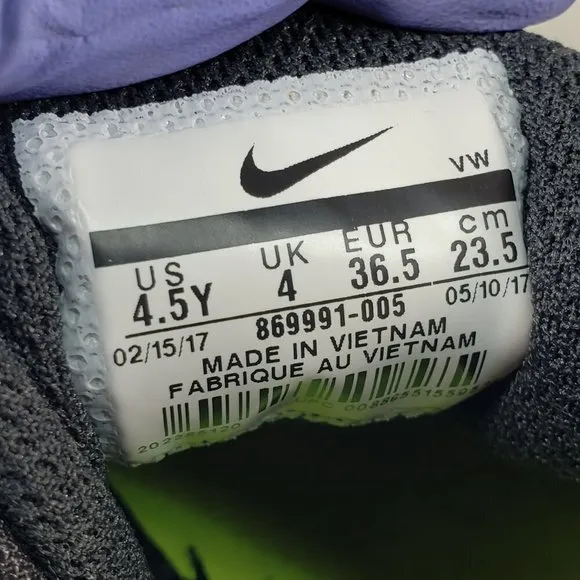 VW
US UK EUR cm
4.5Y 4 36.5 23.5
02/15/17 869991-005 05/10/17
MADE IN VIETNAM
FABRIQUE AU VIETNAM